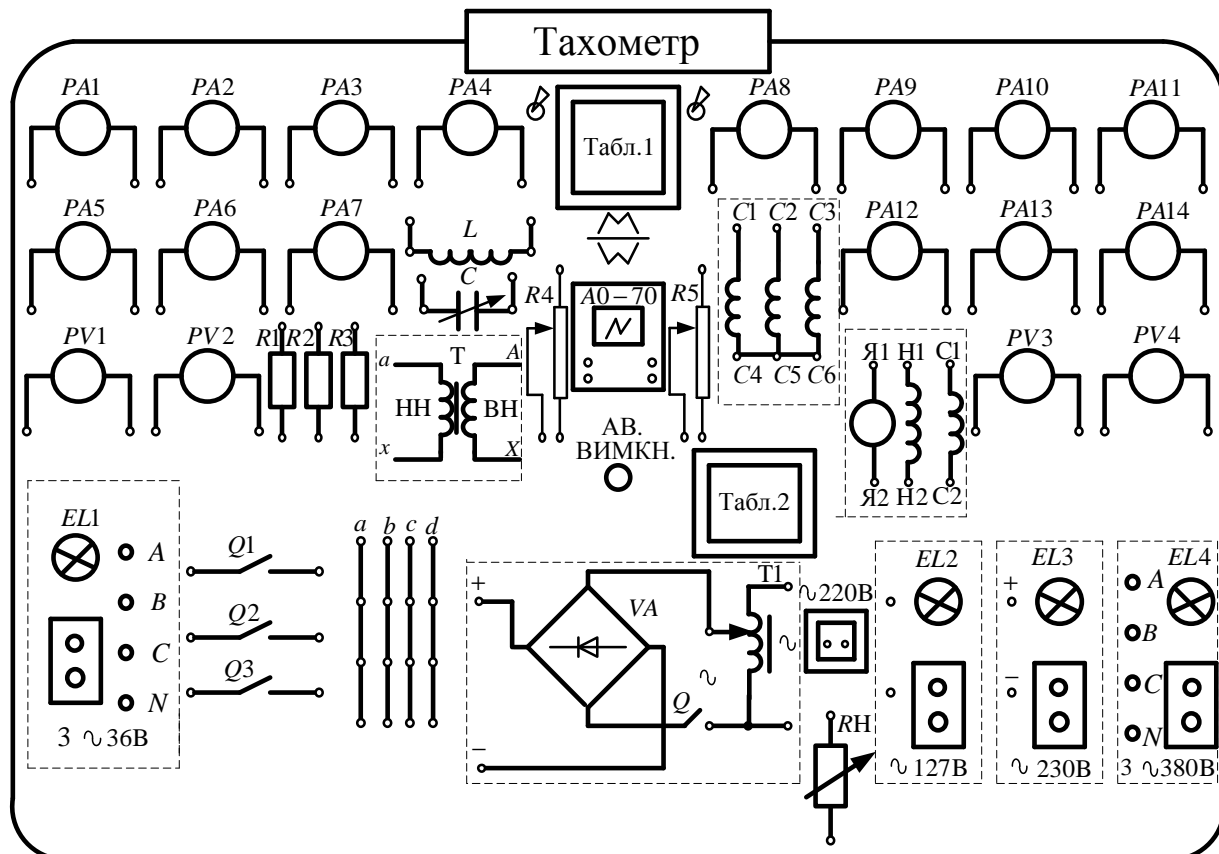 Тахометр
PA1 PA2 PA3 PA4 PA8 PA9 PA10 PA11
Табл.1
PA5 PA6 PA7 L C1 C2 C3 PA12 PA13 PA14
C
R4 A0–70 R5
PV1 PV2 R1 R2 R3 T PV3 PV4
a A Я1 Н1 С1
НН ВН C4 C5 C6
x X АВ.
ВИМКН.
Я2 Н2 С2
Табл.2
EL1 A Q1 a b c d
+ VA T1 ∿220В EL2 + EL3 EL4 A
B Q2 ∿ B
C Q3 ∿ Q – C
N – RН N
3 ∿36В ∿127В ∿230В 3 ∿380В